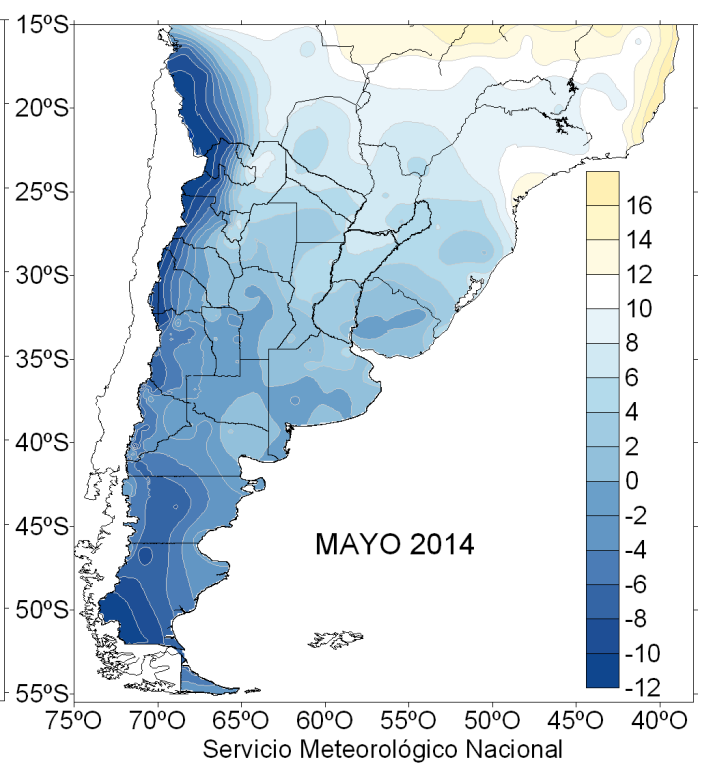 15ºS
20ºS
25ºS
30ºS
35ºS
40ºS
45ºS
50ºS
55ºS
16
14
12
10
8
6
4
2
0
-2
-4
-6
-8
-10
-12
MAYO 2014
75ºO 70ºO 65ºO 60ºO 55ºO 50ºO 45ºO 40ºO
Servicio Meteorológico Nacional